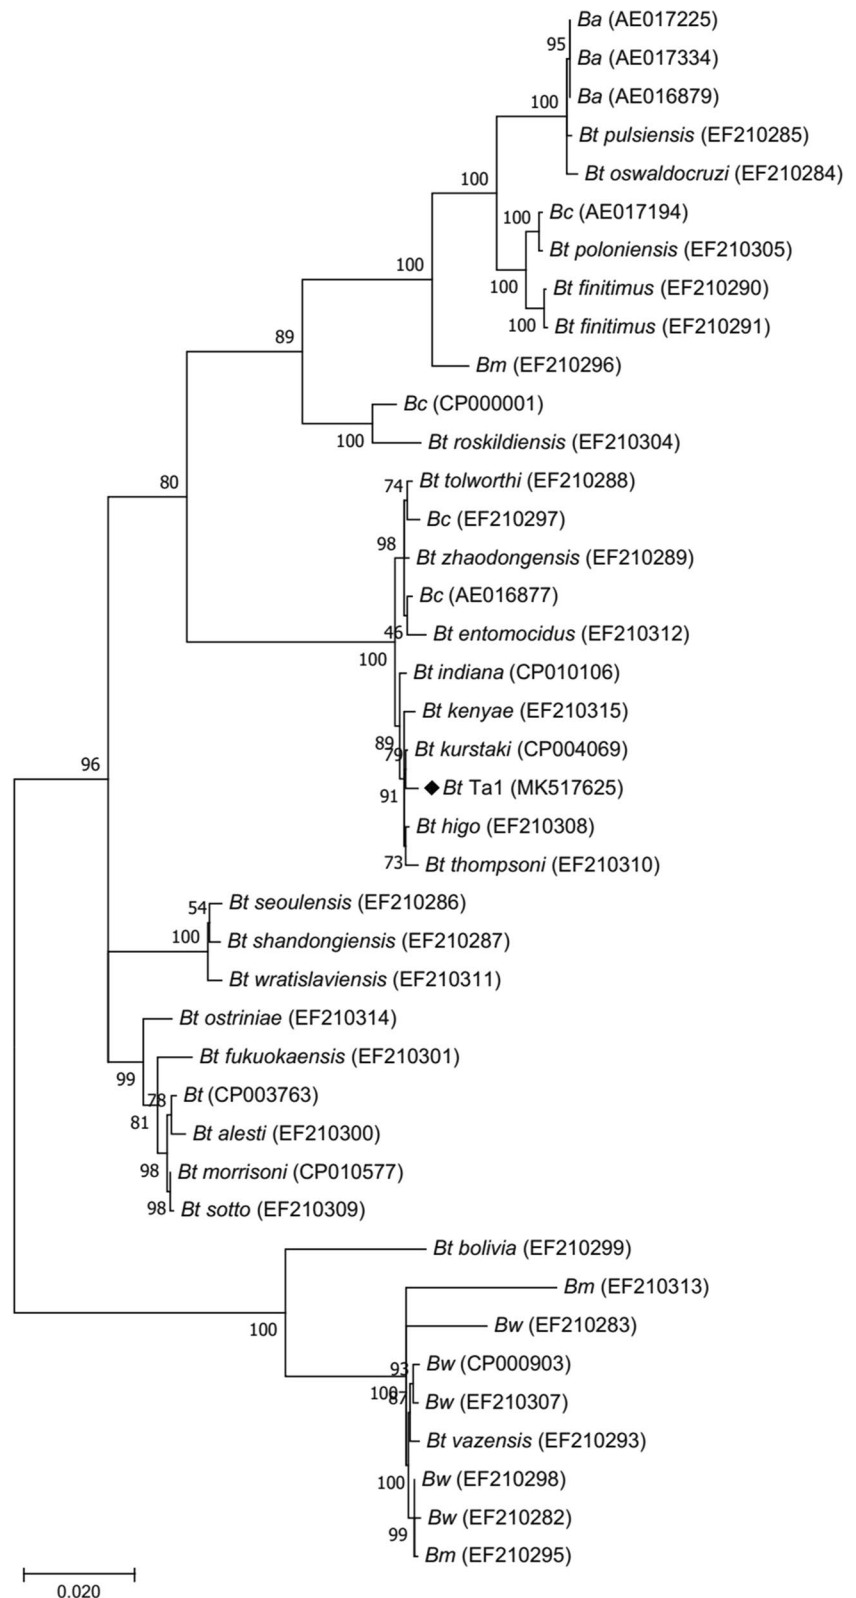 Ba (AE017225)
95
Ba (AE017334)
Ba (AE016879)
100
Bt pulsiensis (EF210285)
Bt oswaldocruzi (EF210284)
100
Bc (AE017194)
100
Bt poloniensis (EF210305)
100
Bt finitimus (EF210290)
100
Bt finitimus (EF210291)
100
Bm (EF210296)
89
Bc (CP000001)
100
Bt roskildiensis (EF210304)
80
Bt tolworthi (EF210288)
74
Bc (EF210297)
98
Bt zhaodongensis (EF210289)
Bc (AE016877)
46
Bt entomocidus (EF210312)
100
Bt indiana (CP010106)
Bt kenyae (EF210315)
89
79
Bt kurstaki (CP004069)
96
Bt Ta1 (MK517625)
91
Bt higo (EF210308)
73
Bt thompsoni (EF210310)
54
Bt seoulensis (EF210286)
100
Bt shandongiensis (EF210287)
Bt wratislaviensis (EF210311)
Bt ostriniae (EF210314)
99
Bt fukuokaensis (EF210301)
78
Bt (CP003763)
81
Bt alesti (EF210300)
98
Bt morrisoni (CP010577)
98
Bt sotto (EF210309)
Bt bolivia (EF210299)
Bm (EF210313)
100
Bw (EF210283)
93
Bw (CP000903)
100
87
Bw (EF210307)
Bt vazensis (EF210293)
100
Bw (EF210298)
Bw (EF210282)
99
Bm (EF210295)
0.020